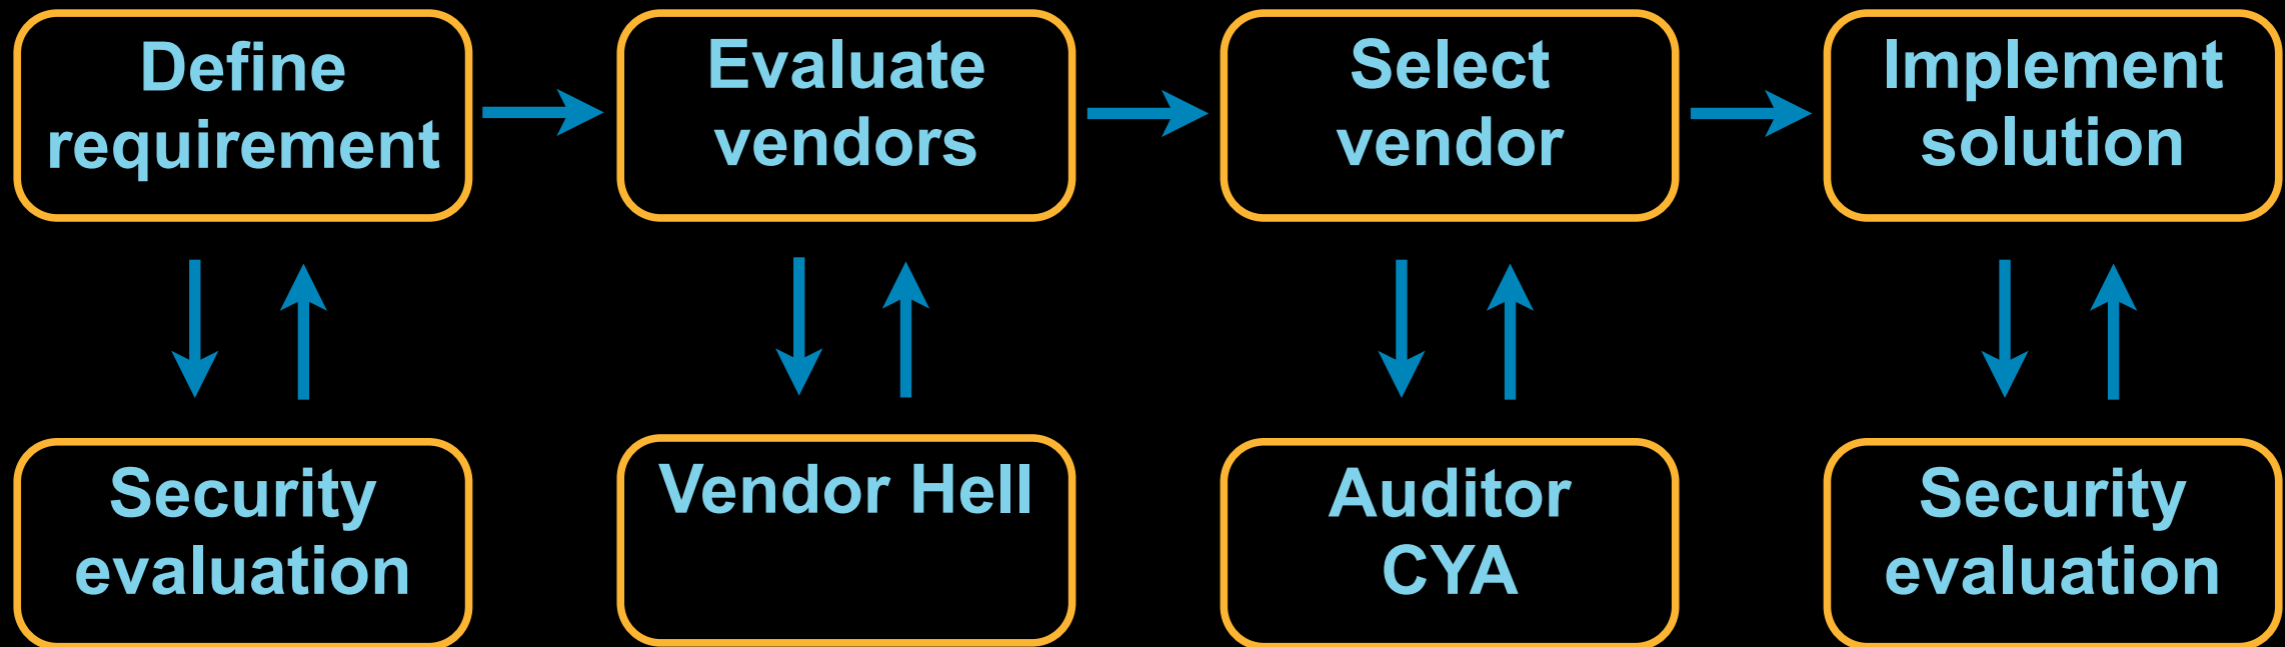 Define
requirement
Evaluate
vendors
Select
vendor
Implement
solution
Security
evaluation
Vendor Hell
Auditor
CYA
Security
evaluation